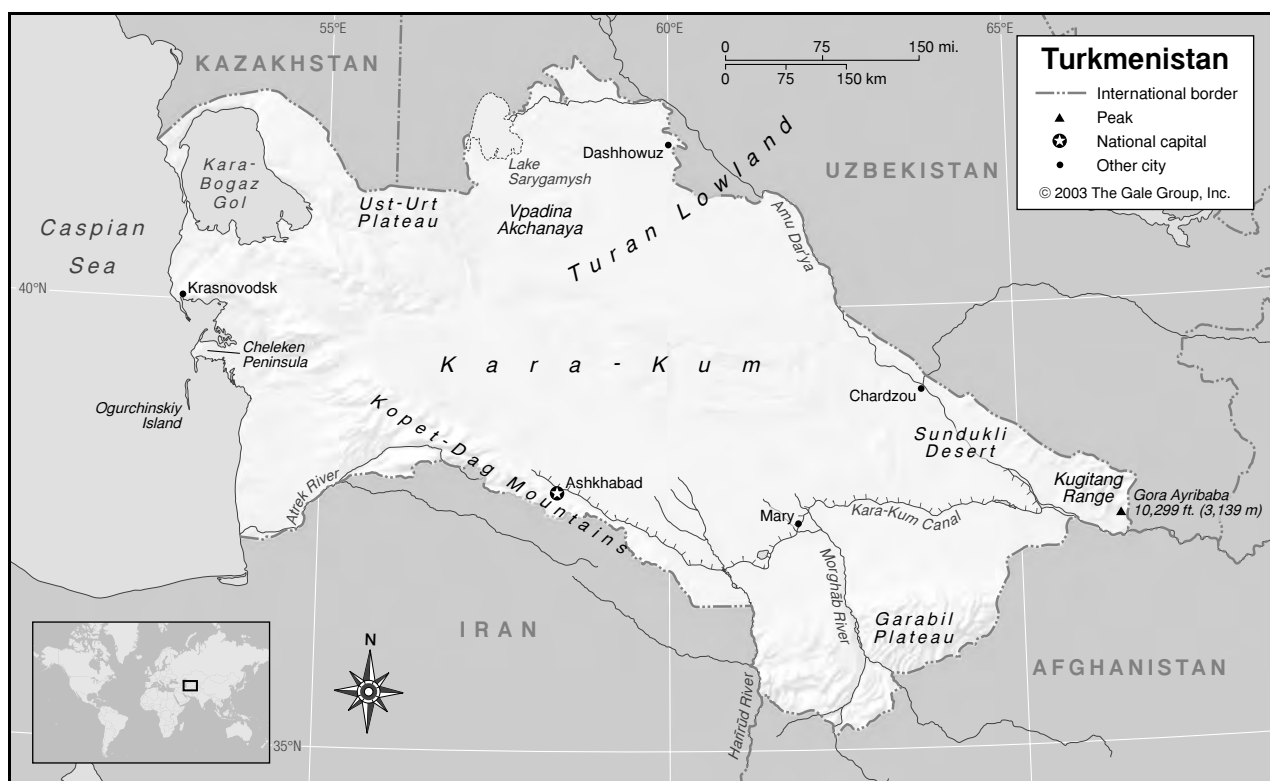 55°E
60°E
65°E
0 75 150 mi.
0 75 150 km
Turkmenistan
International border
Peak
National capital
Other city
© 2003 The Gale Group, Inc.
KAZAKHSTAN
UZBEKISTAN
Kara-
Bogaz
Gol
Caspian
Sea
Lake
Sarygamysh
Dashhowuz
Ust-Urt
Plateau
Vpadina
Akchanaya
Turan Lowland
Amu Dar'ya
40°N
Krasnovodsk
Cheleken
Peninsula
Ogurchinskiy
Island
Kara-Kum
Chardzou
Kopet-Dag Mountains
Sundukli
Desert
Atrek River
Ashkhabad
Kugitang
Range
Gora Ayribaba
10,299 ft. (3,139 m)
Mary
Kara-Kum Canal
Morghāb River
Garabil
Plateau
IRAN
N
AFGHANISTAN
Harīrūd River
35°N